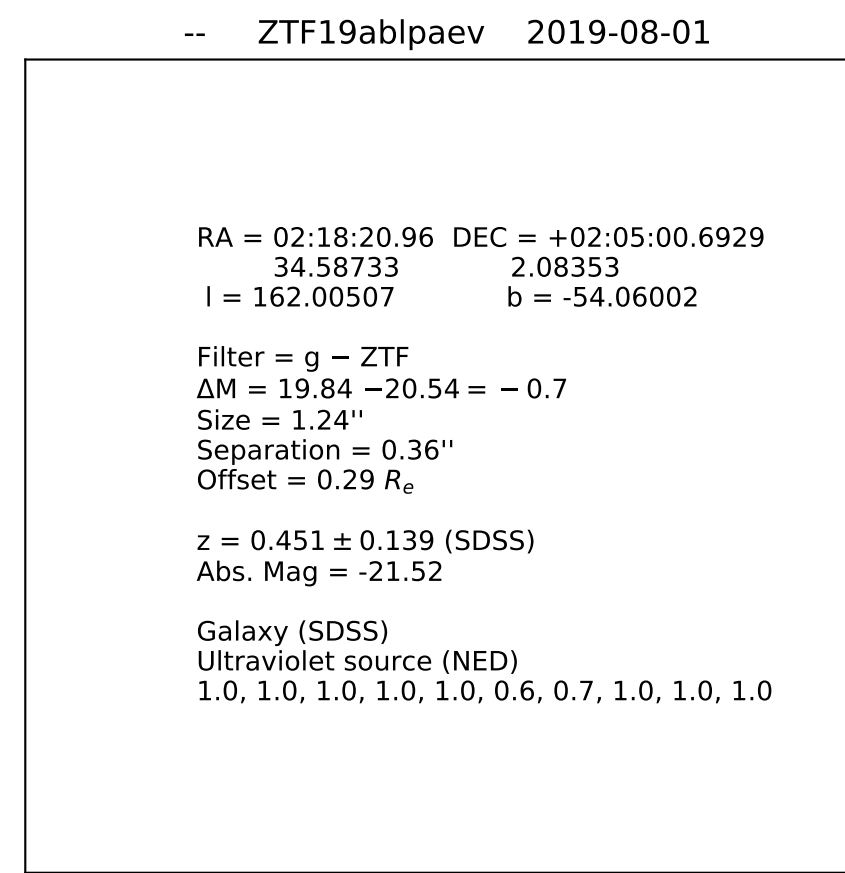 -- ZTF19ablpaev 2019-08-01
RA = 02:18:20.96 DEC = +02:05:00.6929
34.58733 2.08353
l = 162.00507 b = -54.06002
Filter = g − ZTF
ΔM = 19.84 −20.54 = − 0.7
Size = 1.24''
Separation = 0.36''
Offset = 0.29 Re
z = 0.451 ± 0.139 (SDSS)
Abs. Mag = -21.52
Galaxy (SDSS)
Ultraviolet source (NED)
1.0, 1.0, 1.0, 1.0, 1.0, 0.6, 0.7, 1.0, 1.0, 1.0